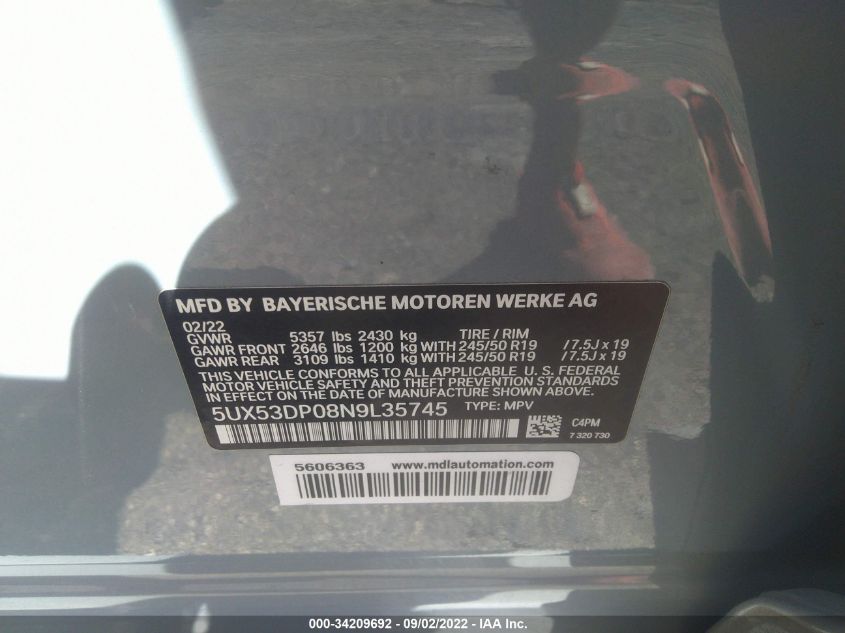 MFD BY BAYERISCHE MOTOREN WERKE AG
02/22
GVWR 5357 lbs 2430 kg TIRE / RIM
GAWR FRONT 2646 lbs 1200 kg WITH 245/50 R19 / 7.5J x 19
GAWR REAR 3109 lbs 1410 kg WITH 245/50 R19 / 7.5J x 19
THIS VEHICLE CONFORMS TO ALL APPLICABLE U. S. FEDERAL
MOTOR VEHICLE SAFETY AND THEFT PREVENTION STANDARDS
IN EFFECT ON THE DATE OF MANUFACTURE SHOWN ABOVE.
5UX53DP08N9L35745 TYPE: MPV
C4PM
7 320 730
5606363 www.mdlautomation.com
000-34209692 - 09/02/2022 - IAA Inc.